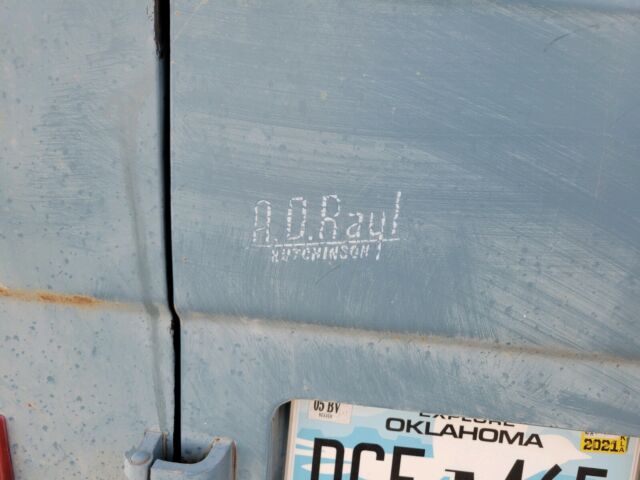 A.O.Rayl
HUTCHINSON
05 BV
EXPLORE
OKLAHOMA
2021